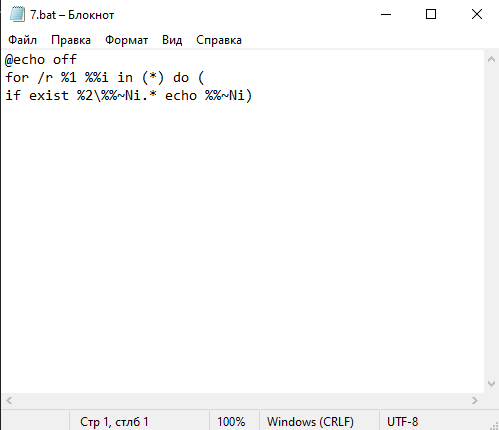 7.bat – Блокнот
Файл Правка Формат Вид Справка
@echo off
for /r %1 %%i in (*) do (
if exist %2\%%~Ni.* echo %%~Ni)
Стр 1, стлб 1 100% Windows (CRLF) UTF-8